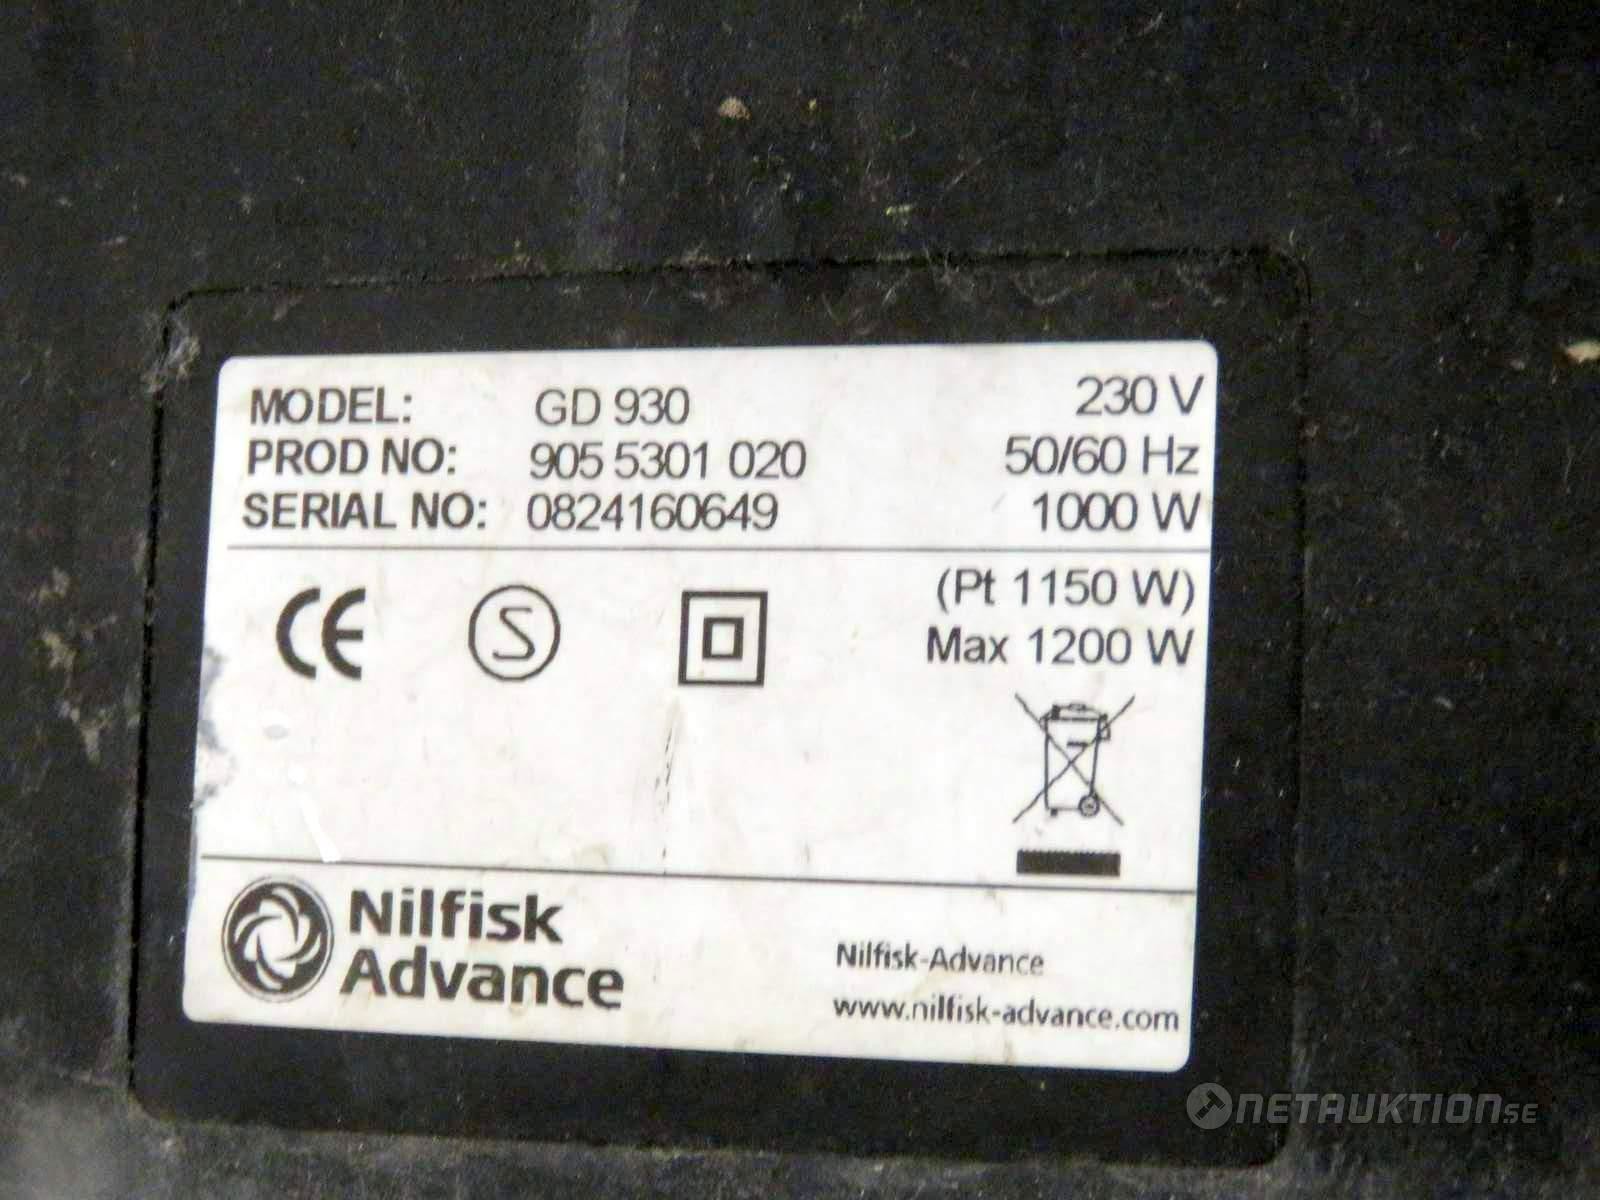 MODEL: GD 930 230 V
PROD NO: 905 5301 020 50/60 Hz
SERIAL NO: 0824160649 1000 W
(Pt 1150 W)
CE S Max 1200 W
Nilfisk
Advance
Nilfisk-Advance
www.nilfisk-advance.com
NETAUKTION.SE